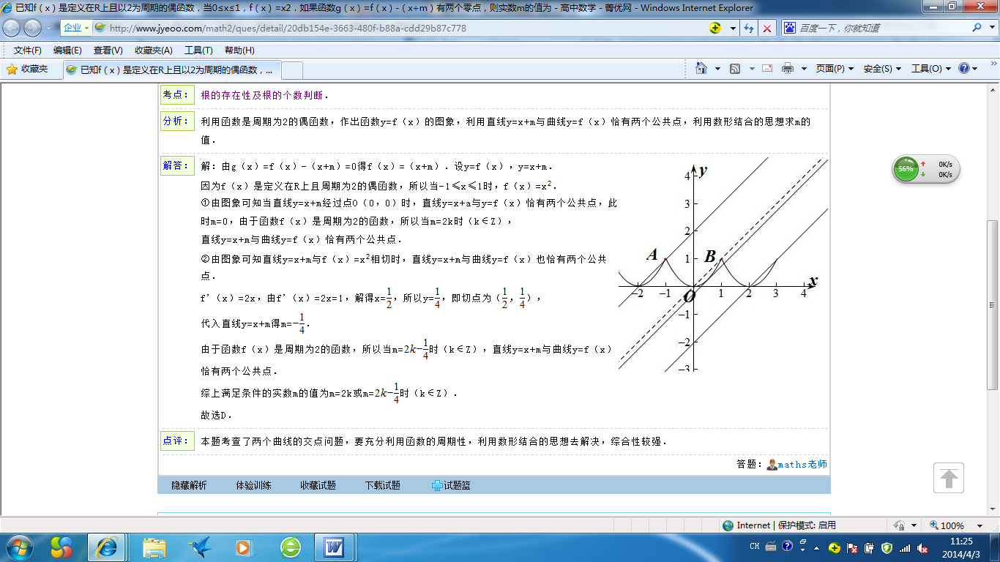 已知f（x）是定义在R上且以2为周期的偶函数，当0≤x≤1，f（x）=x2．如果函数g（x）=f（x）-（x+m）有两个零点，则实数m的值为 - 高中数学 - 菁优网 - Windows Internet Explorer
企业 http://www.jyeoo.com/math2/ques/detail/20db154e-3663-480f-b88a-cdd29b87c778 百度一下，你就知道
文件(F) 编辑(E) 查看(V) 收藏夹(A) 工具(T) 帮助(H)
收藏夹 已知f（x）是定义在R上且以2为周期的偶函数，... 页面(P) 安全(S) 工具(O)
考点： 根的存在性及根的个数判断．
分析： 利用函数是周期为2的偶函数，作出函数y=f（x）的图象，利用直线y=x+m与曲线y=f（x）恰有两个公共点，利用数形结合的思想求m的
值．
解答： 解：由g（x）=f（x）-（x+m）=0得f（x）=（x+m）．设y=f（x），y=x+m．
因为f（x）是定义在R上且周期为2的偶函数，所以当-1≤x≤1时，f（x）=x²．
①由图象可知当直线y=x+m经过点O（0，0）时，直线y=x+a与y=f（x）恰有两个公共点，此
时m=0，由于函数f（x）是周期为2的函数，所以当m=2k时（k∈Z），
直线y=x+m与曲线y=f（x）恰有两个公共点．
②由图象可知直线y=x+m与f（x）=x²相切时，直线y=x+m与曲线y=f（x）也恰有两个公共
点．
f'（x）=2x，由f'（x）=2x=1，解得x=1/2，所以y=1/4，即切点为（1/2，1/4），
代入直线y=x+m得m=−1/4．
由于函数f（x）是周期为2的函数，所以当m=2k−1/4时（k∈Z），直线y=x+m与曲线y=f（x）
恰有两个公共点．
综上满足条件的实数m的值为m=2k或m=2k−1/4时（k∈Z）．
故选D．
y
4
3
2
A 1 B
−2 −1 O 1 2 3 4 x
−1
−2
−3
56% 0K/s
0K/s
点评： 本题考查了两个曲线的交点问题，要充分利用函数的周期性，利用数形结合的思想去解决，综合性较强．
答题： maths老师
隐藏解析 体验训练 收藏试题 下载试题 试题篮
Internet | 保护模式: 启用 100%
CH 11:25
2014/4/3